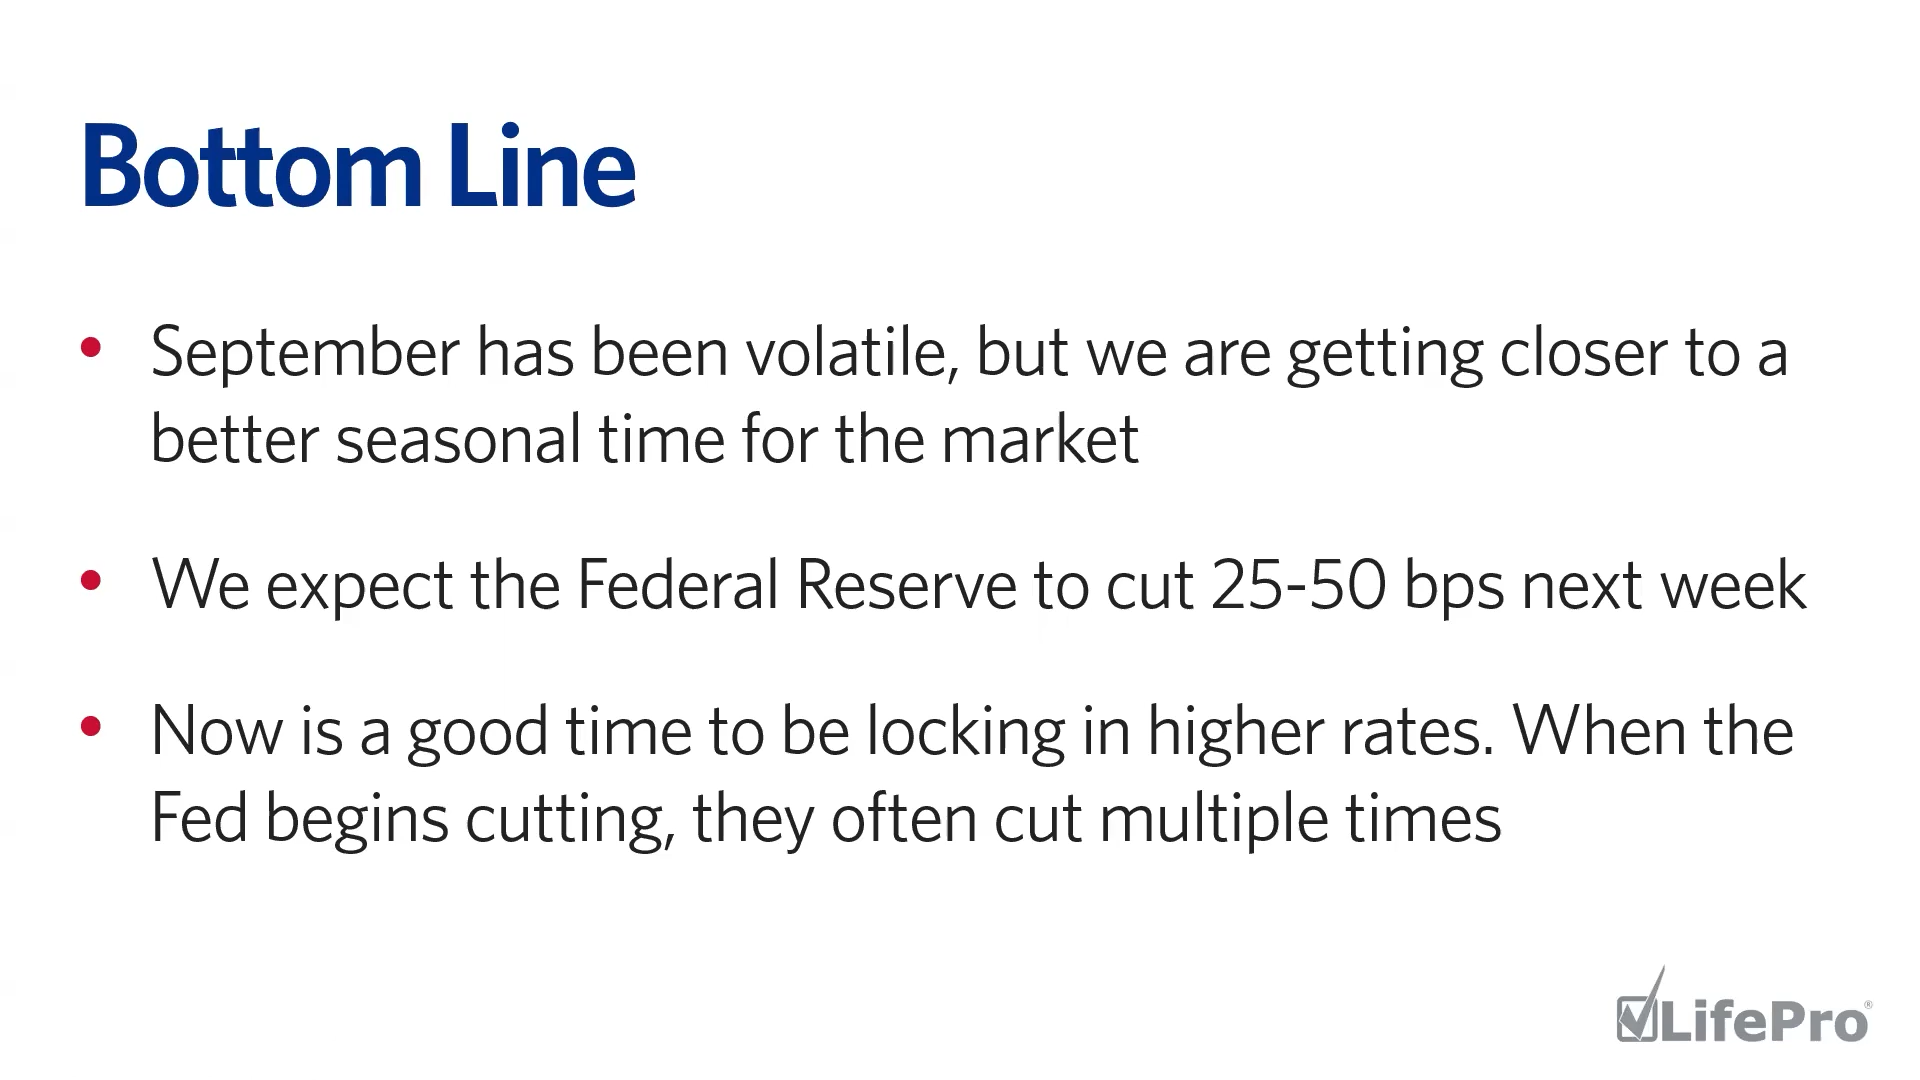 Bottom Line
• September has been volatile, but we are getting closer to a
better seasonal time for the market
• We expect the Federal Reserve to cut 25-50 bps next week
• Now is a good time to be locking in higher rates. When the
Fed begins cutting, they often cut multiple times
LifePro®